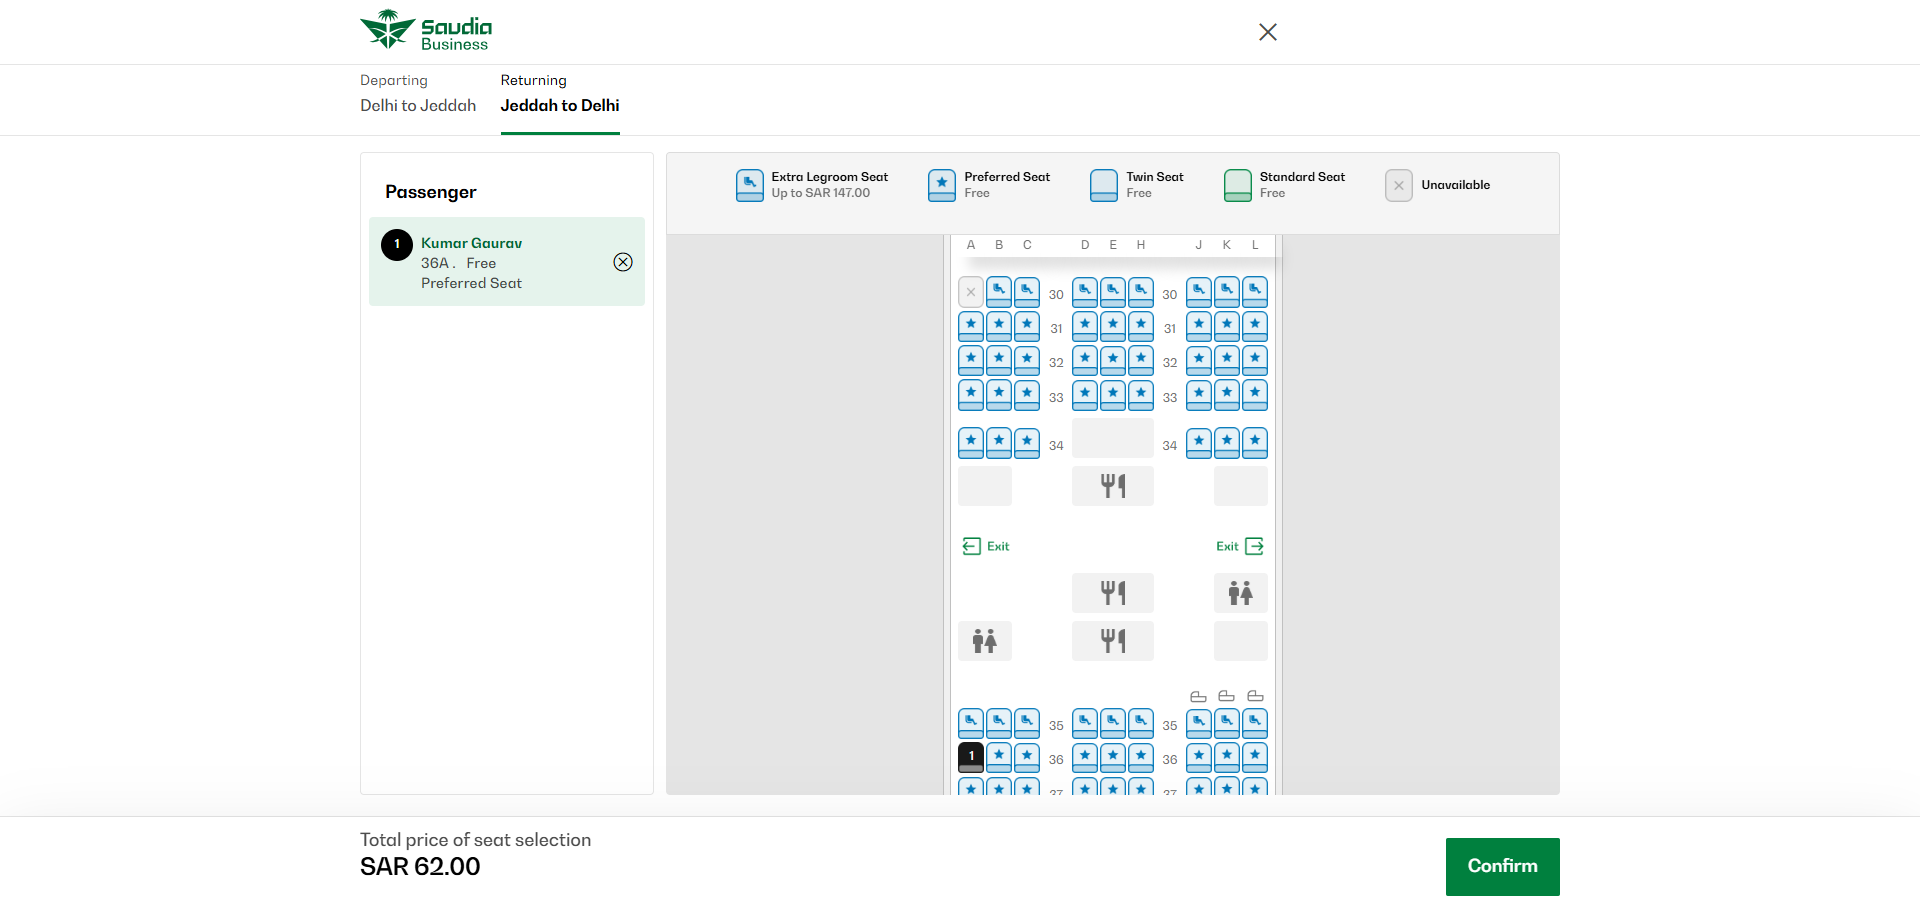 Saudia
Business
Departing
Delhi to Jeddah
Returning
Jeddah to Delhi
Passenger
1
Kumar Gaurav
36A . Free
Preferred Seat
Extra Legroom Seat
Up to SAR 147.00
Preferred Seat
Free
Twin Seat
Free
Standard Seat
Free
Unavailable
A B C D E H J K L
30 30
31 31
32 32
33 33
34 34
Exit Exit
35 35
1 36 36
37 37
Total price of seat selection
SAR 62.00
Confirm